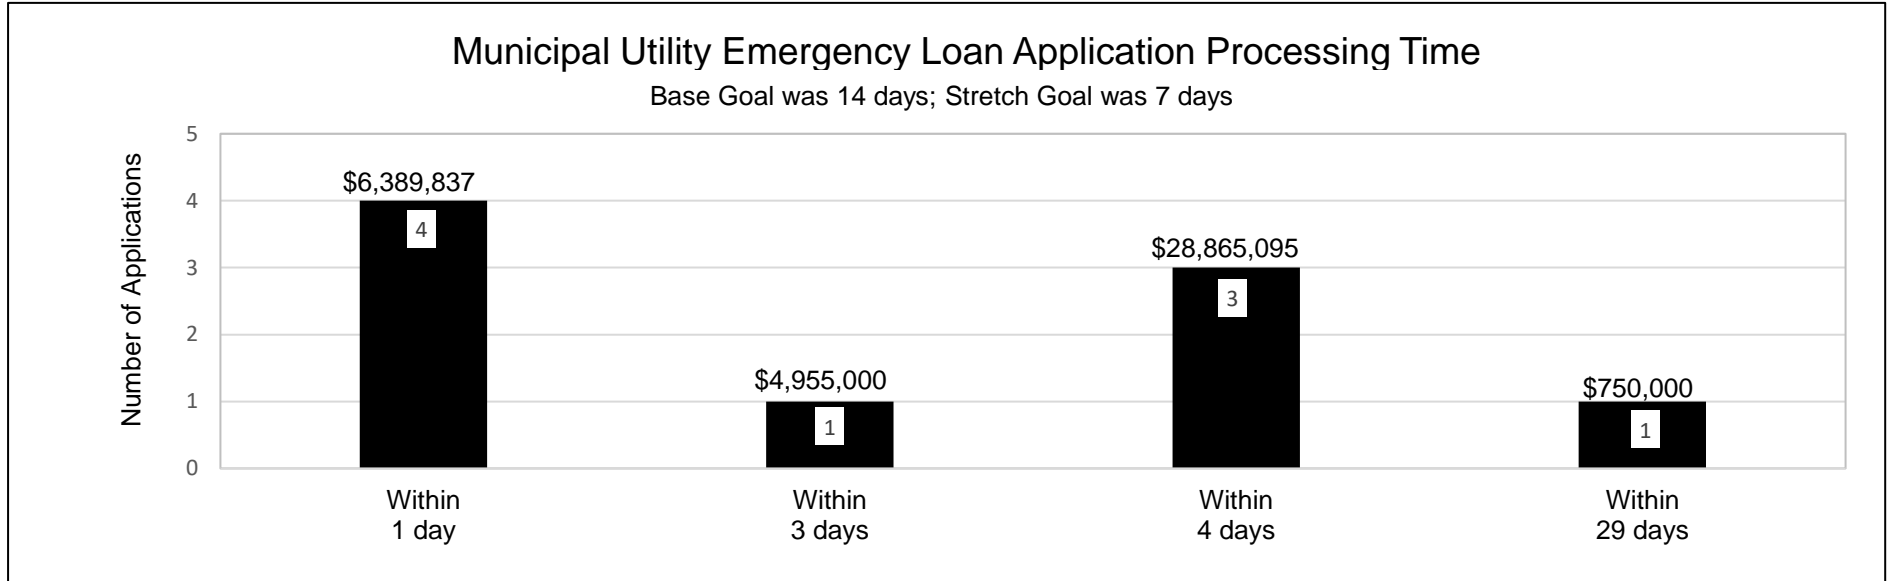 Municipal Utility Emergency Loan Application Processing Time
Base Goal was 14 days; Stretch Goal was 7 days
Number of Applications
5
4
3
2
1
0
$6,389,837
4
$4,955,000
1
$28,865,095
3
$750,000
1
Within
1 day
Within
3 days
Within
4 days
Within
29 days